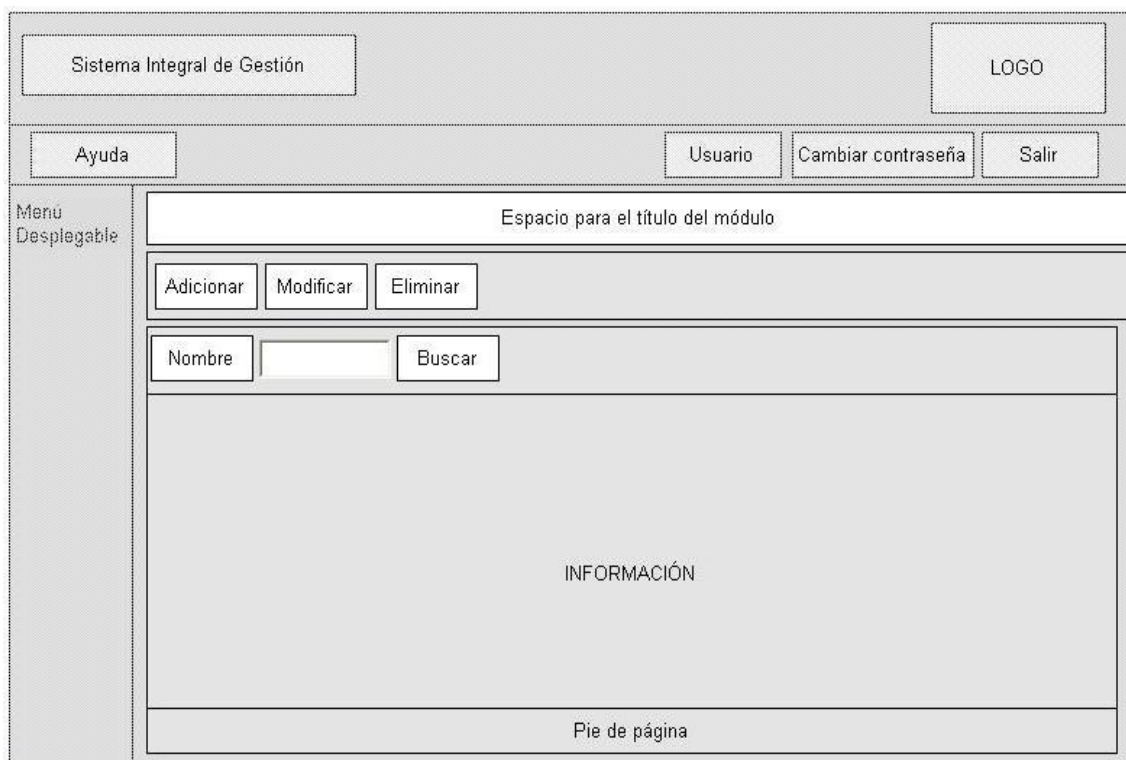 Sistema Integral de Gestión
LOGO
Ayuda
Usuario
Cambiar contraseña
Salir
Menú
Desplegable
Espacio para el título del módulo
Adicionar
Modificar
Eliminar
Nombre
Buscar
INFORMACIÓN
Pie de página